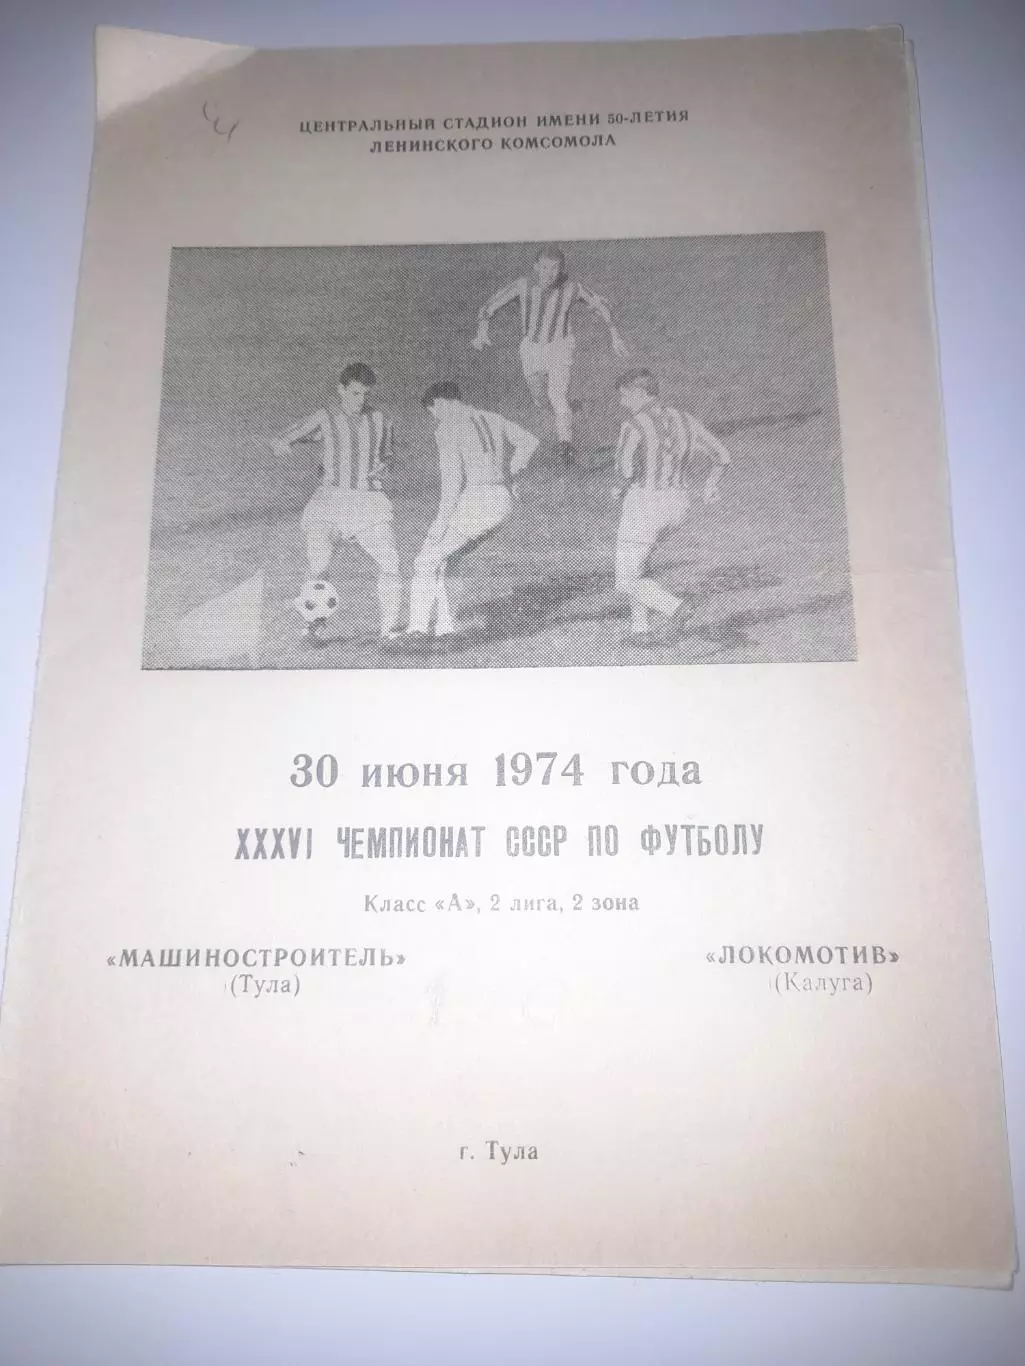 ЦЕНТРАЛЬНЫЙ СТАДИОН ИМЕНИ 50-ЛЕТИЯ
ЛЕНИНСКОГО КОМСОМОЛА
30 июня 1974 года
XXXVI ЧЕМПИОНАТ СССР ПО ФУТБОЛУ
Класс «А», 2 лига, 2 зона
«МАШИНОСТРОИТЕЛЬ» «ЛОКОМОТИВ»
(Тула) (Калуга)
г. Тула